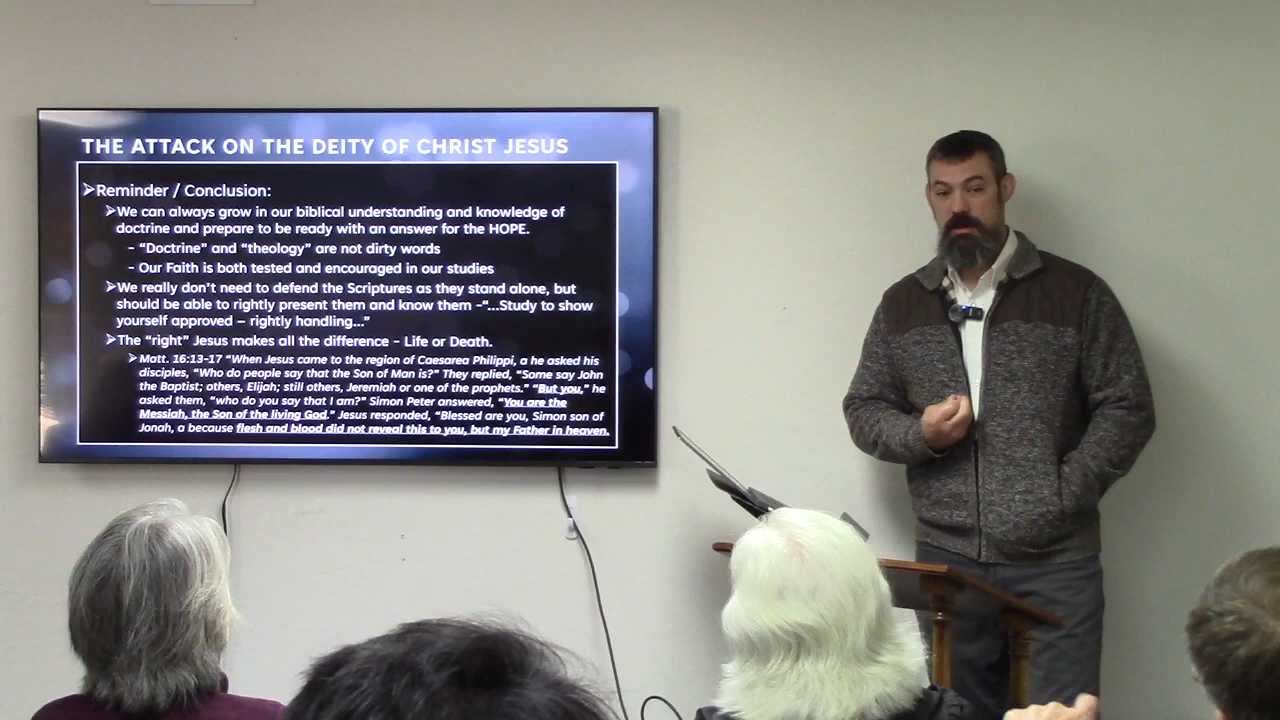 THE ATTACK ON THE DEITY OF CHRIST JESUS
➢Reminder / Conclusion:
➢We can always grow in our biblical understanding and knowledge of
doctrine and prepare to be ready with an answer for the HOPE.
- “Doctrine” and “theology” are not dirty words
- Our Faith is both tested and encouraged in our studies
➢We really don’t need to defend the Scriptures as they stand alone, but
should be able to rightly present them and know them -“…Study to show
yourself approved – rightly handling…”
➢The “right” Jesus makes all the difference - Life or Death.
➢Matt. 16:13-17 “When Jesus came to the region of Caesarea Philippi, a he asked his
disciples, “Who do people say that the Son of Man is?” They replied, “Some say John
the Baptist; others, Elijah; still others, Jeremiah or one of the prophets.” “But you,” he
asked them, “who do you say that I am?” Simon Peter answered, “You are the
Messiah, the Son of the living God.” Jesus responded, “Blessed are you, Simon son of
Jonah, a because flesh and blood did not reveal this to you, but my Father in heaven.